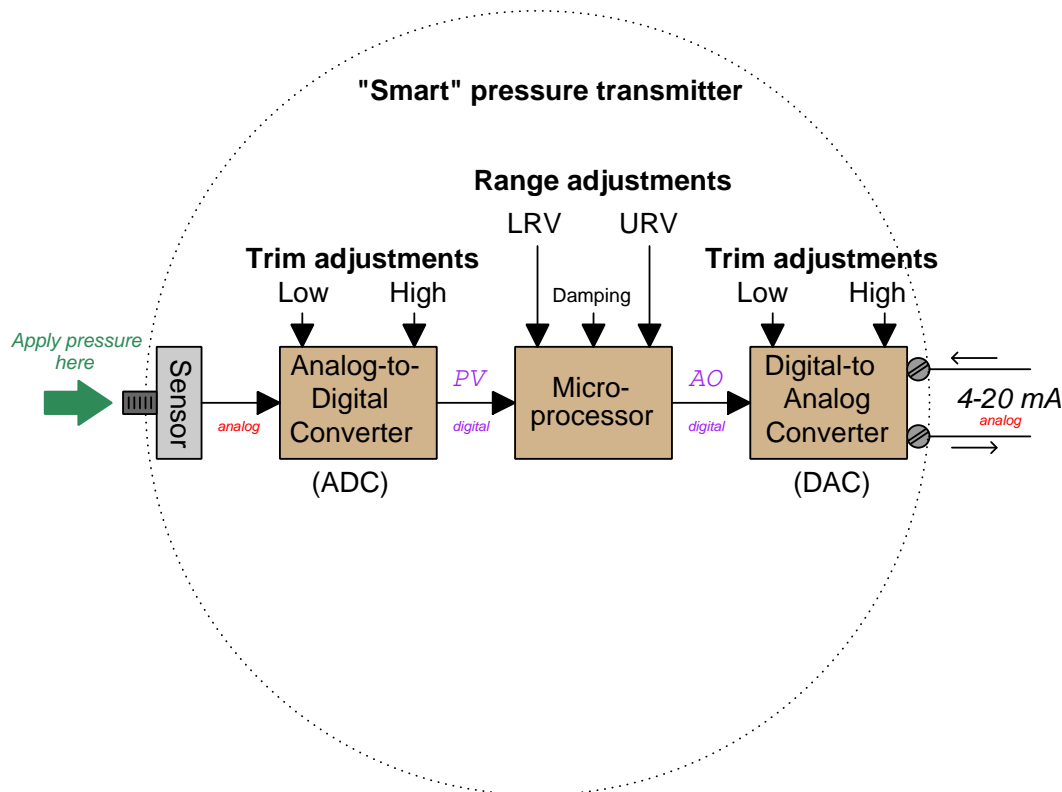 "Smart" pressure transmitter
Range adjustments
LRV URV
Trim adjustments
Low High
Damping
Trim adjustments
Low High
Apply pressure
here
Sensor
analog
Analog-to-
Digital
Converter
(ADC)
PV
digital
Micro-
processor
AO
digital
Digital-to
Analog
Converter
(DAC)
4-20 mA
analog